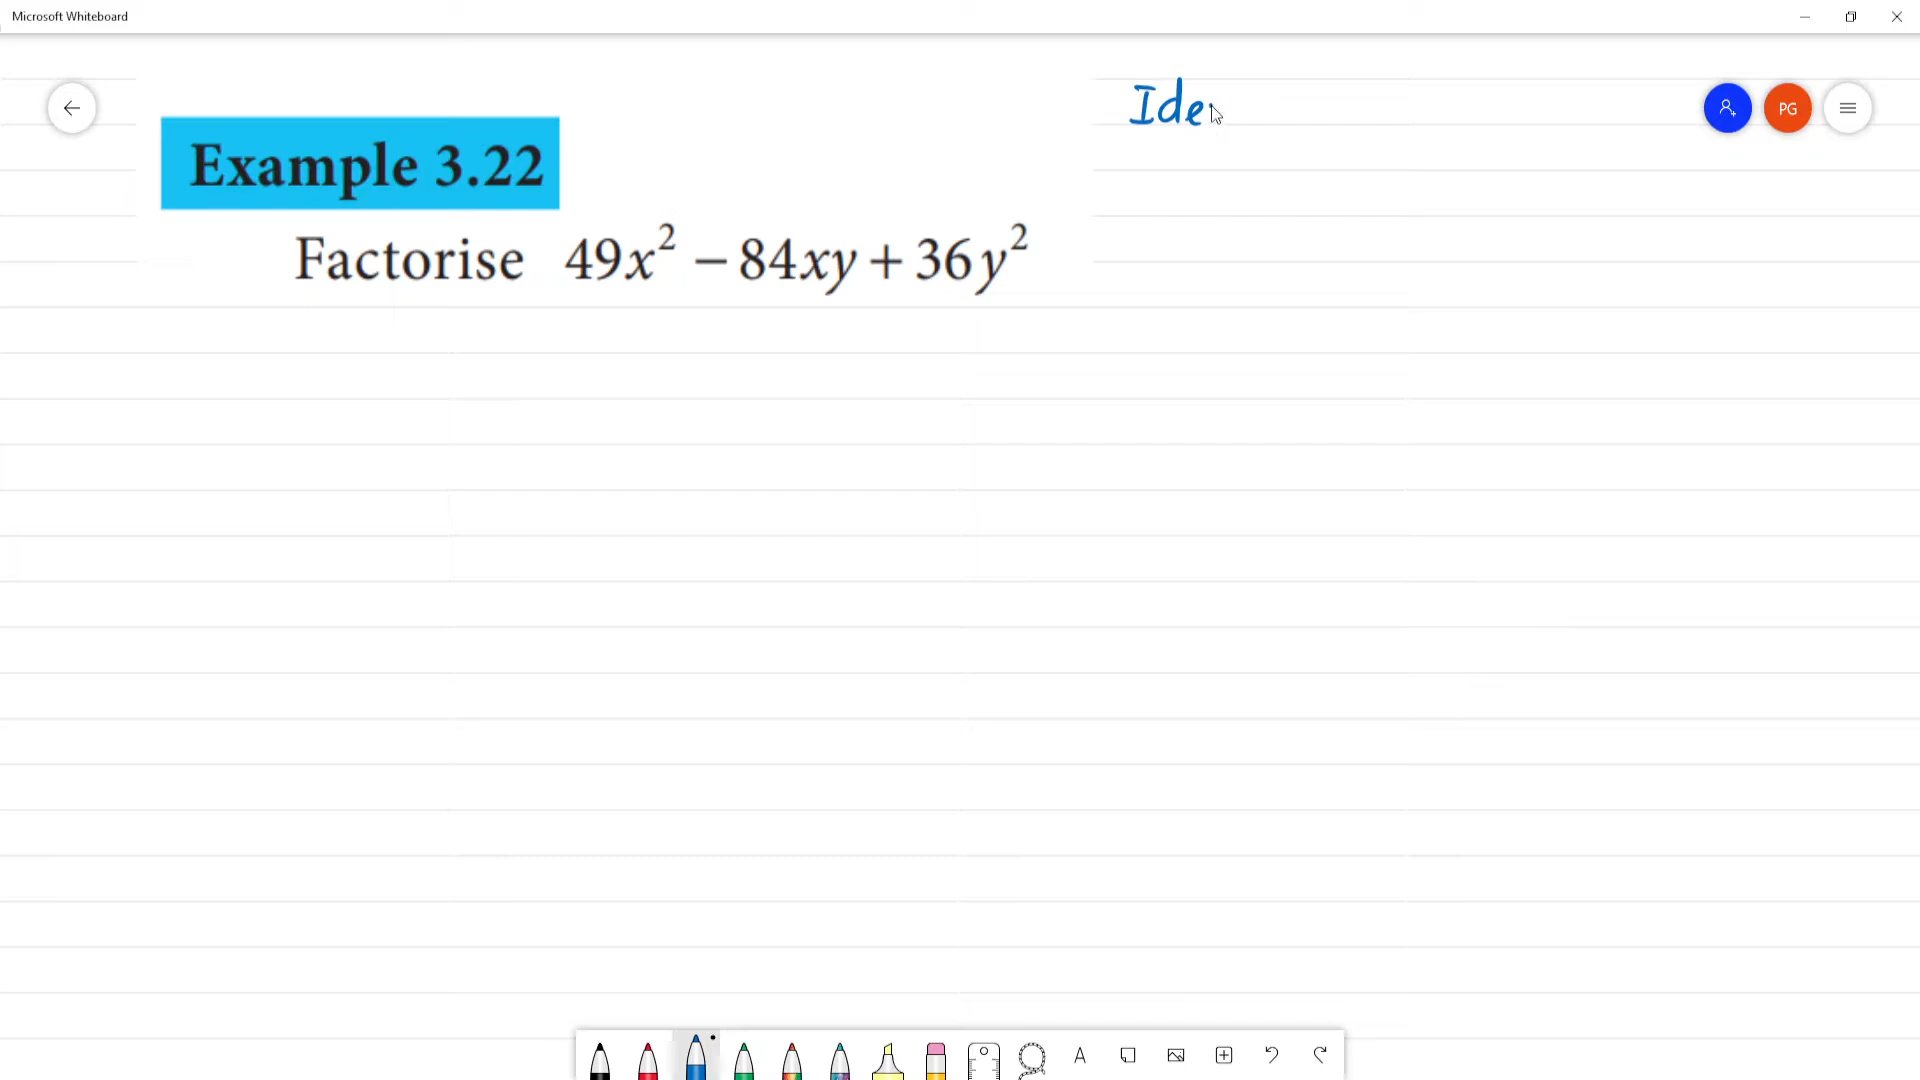 Microsoft Whiteboard
Ide
PG
Example 3.22
Factorise 49x² − 84xy + 36y²
A